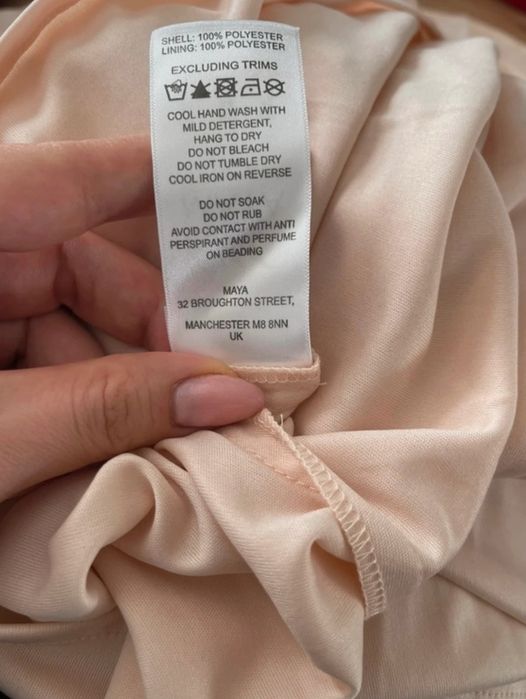 SHELL: 100% POLYESTER
LINING: 100% POLYESTER
EXCLUDING TRIMS
COOL HAND WASH WITH
MILD DETERGENT,
HANG TO DRY
DO NOT BLEACH
DO NOT TUMBLE DRY
COOL IRON ON REVERSE
DO NOT SOAK
DO NOT RUB
AVOID CONTACT WITH ANTI
PERSPIRANT AND PERFUME
ON BEADING
MAYA
32 BROUGHTON STREET,
MANCHESTER M8 8NN
UK